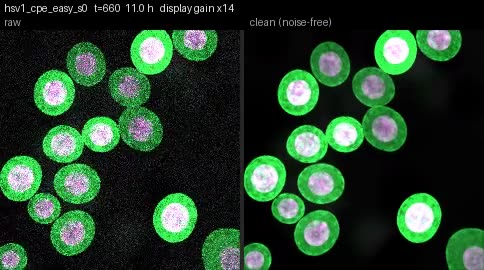 hsv1_cpe_easy_s0 t=660 11.0 h display gain x14
raw
clean (noise-free)